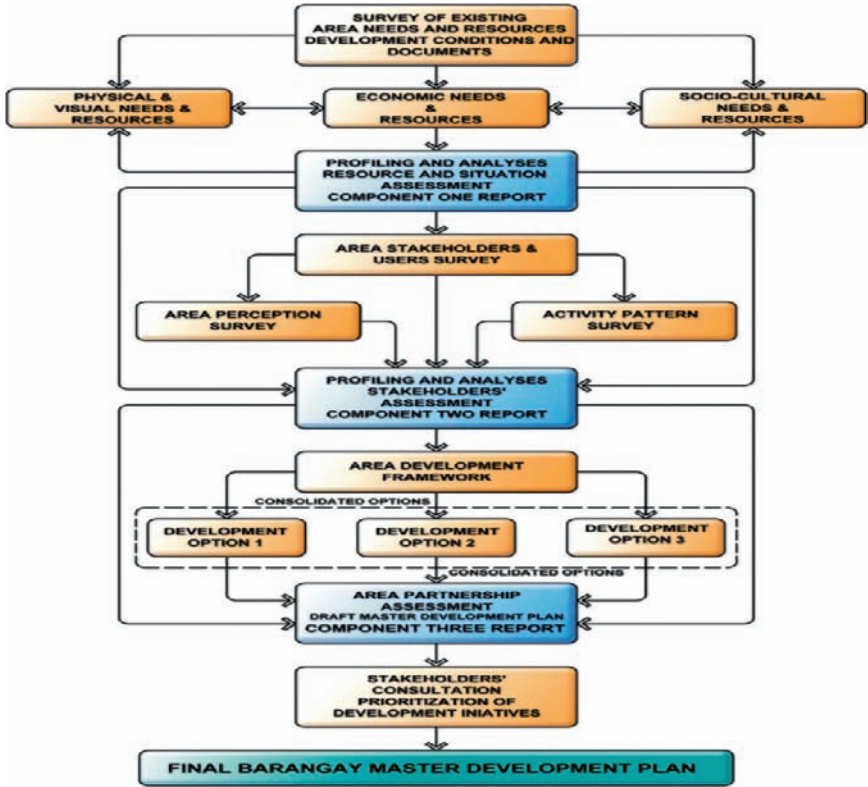 SURVEY OF EXISTING
AREA NEEDS AND RESOURCES
DEVELOPMENT CONDITIONS AND
DOCUMENTS
PHYSICAL &
VISUAL NEEDS &
RESOURCES
ECONOMIC NEEDS
&
RESOURCES
SOCIO-CULTURAL
NEEDS &
RESOURCES
PROFILING AND ANALYSES
RESOURCE AND SITUATION
ASSESSMENT
COMPONENT ONE REPORT
AREA STAKEHOLDERS &
USERS SURVEY
AREA PERCEPTION
SURVEY
ACTIVITY PATTERN
SURVEY
PROFILING AND ANALYSES
STAKEHOLDERS'
ASSESSMENT
COMPONENT TWO REPORT
AREA DEVELOPMENT
FRAMEWORK
CONSOLIDATED OPTIONS
DEVELOPMENT
OPTION 1
DEVELOPMENT
OPTION 2
DEVELOPMENT
OPTION 3
CONSOLIDATED OPTIONS
AREA PARTNERSHIP
ASSESSMENT
DRAFT MASTER DEVELOPMENT PLAN
COMPONENT THREE REPORT
STAKEHOLDERS'
CONSULTATION
PRIORITIZATION OF
DEVELOPMENT INIATIVES
FINAL BARANGAY MASTER DEVELOPMENT PLAN